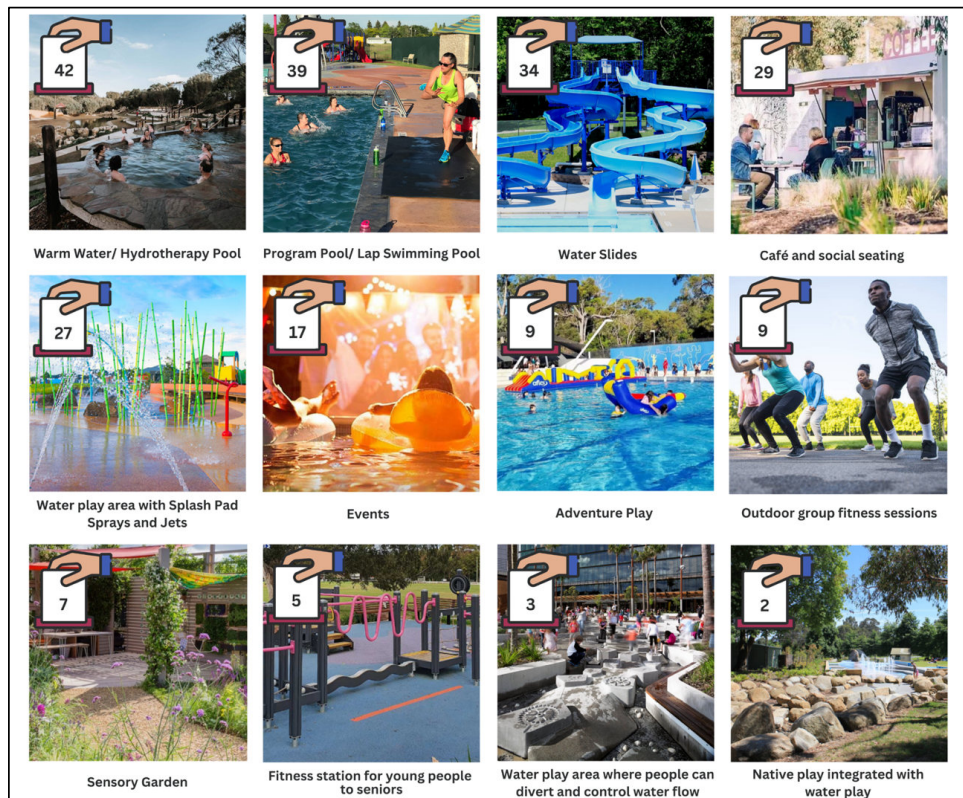 42
39
34
29
COFFEE
Warm Water/ Hydrotherapy Pool
Program Pool/ Lap Swimming Pool
Water Slides
Café and social seating
27
17
9
9
Water play area with Splash Pad
Sprays and Jets
Events
Adventure Play
Outdoor group fitness sessions
7
5
3
2
Sensory Garden
Fitness station for young people
to seniors
Water play area where people can
divert and control water flow
Native play integrated with
water play